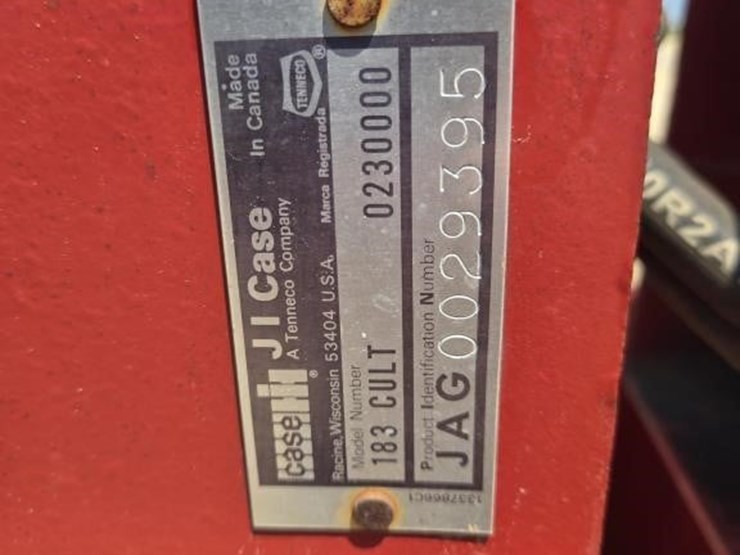 case IH ® J I Case
A Tenneco Company
Made
in Canada
TENNECO ®
Racine, Wisconsin 53404 U.S.A. Marca Registrada
Model Number
183 CULT 0230000
Product Identification Number
JAG0029395
1337866C1
0R2A